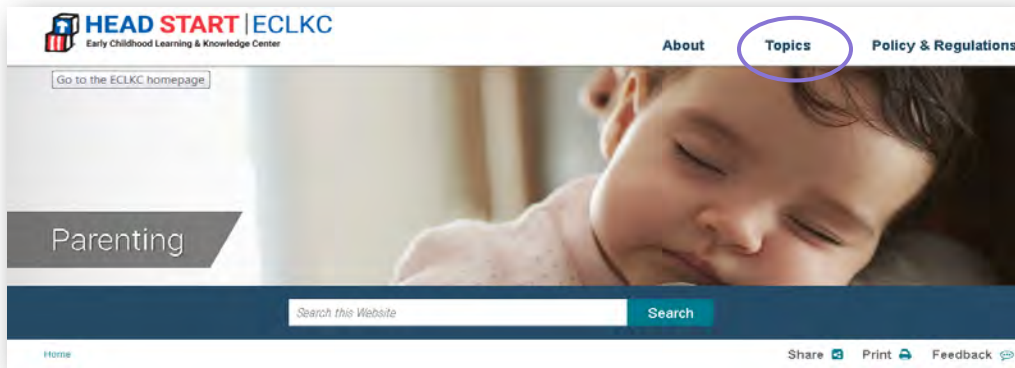 HEAD START | ECLKC
Early Childhood Learning & Knowledge Center
About Topics Policy & Regulations
Go to the ECLKC homepage
Parenting
Search this Website Search
Home Share Print Feedback